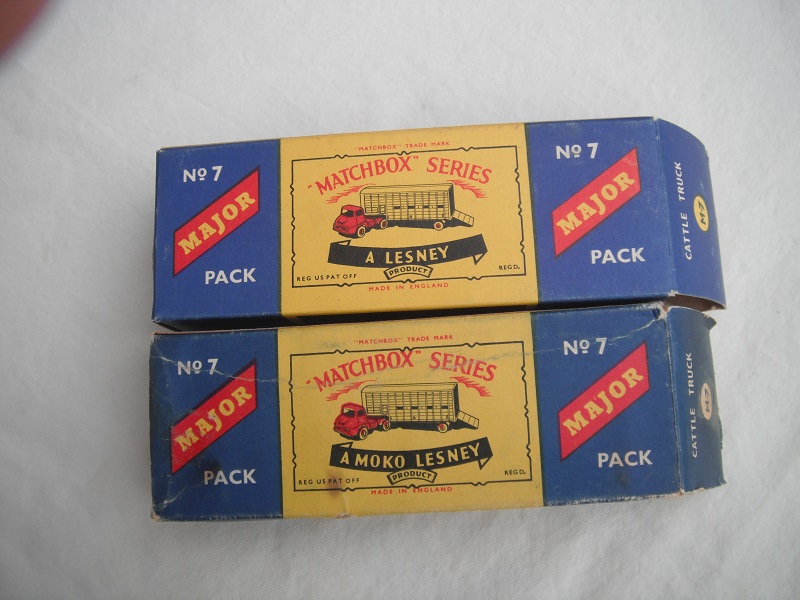 Nº 7
MAJOR
PACK
"MATCHBOX" TRADE MARK
"MATCHBOX" SERIES
A LESNEY
PRODUCT
REG US PAT OFF
REGD.
MADE IN ENGLAND
Nº 7
MAJOR
PACK
CATTLE TRUCK
M-7
Nº 7
MAJOR
PACK
"MATCHBOX" TRADE MARK
"MATCHBOX" SERIES
A MOKO LESNEY
PRODUCT
REG US PAT OFF
REGD.
MADE IN ENGLAND
Nº 7
MAJOR
PACK
CATTLE TRUCK
M-7